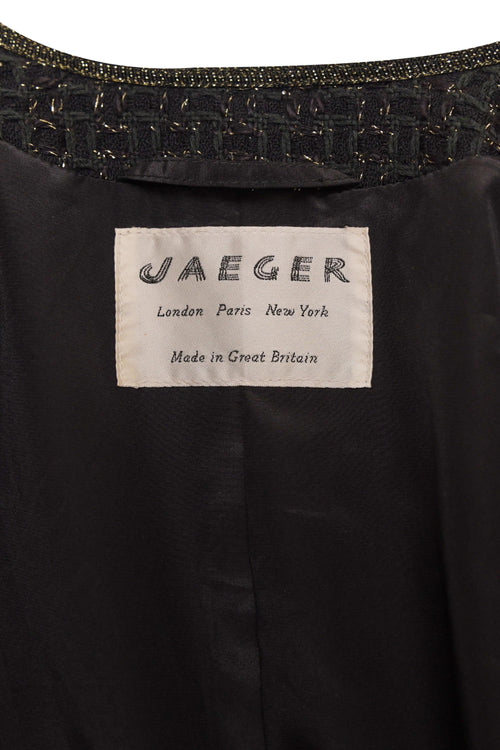 JAEGER
London Paris New York
Made in Great Britain